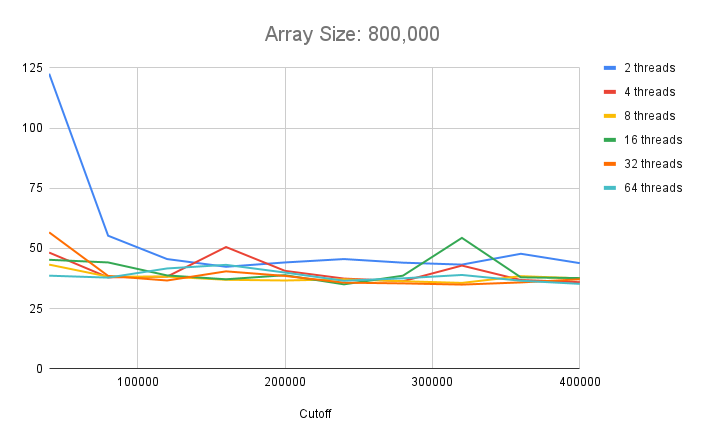 Array Size: 800,000
125
100
75
50
25
0
100000 200000 300000 400000
Cutoff
2 threads
4 threads
8 threads
16 threads
32 threads
64 threads